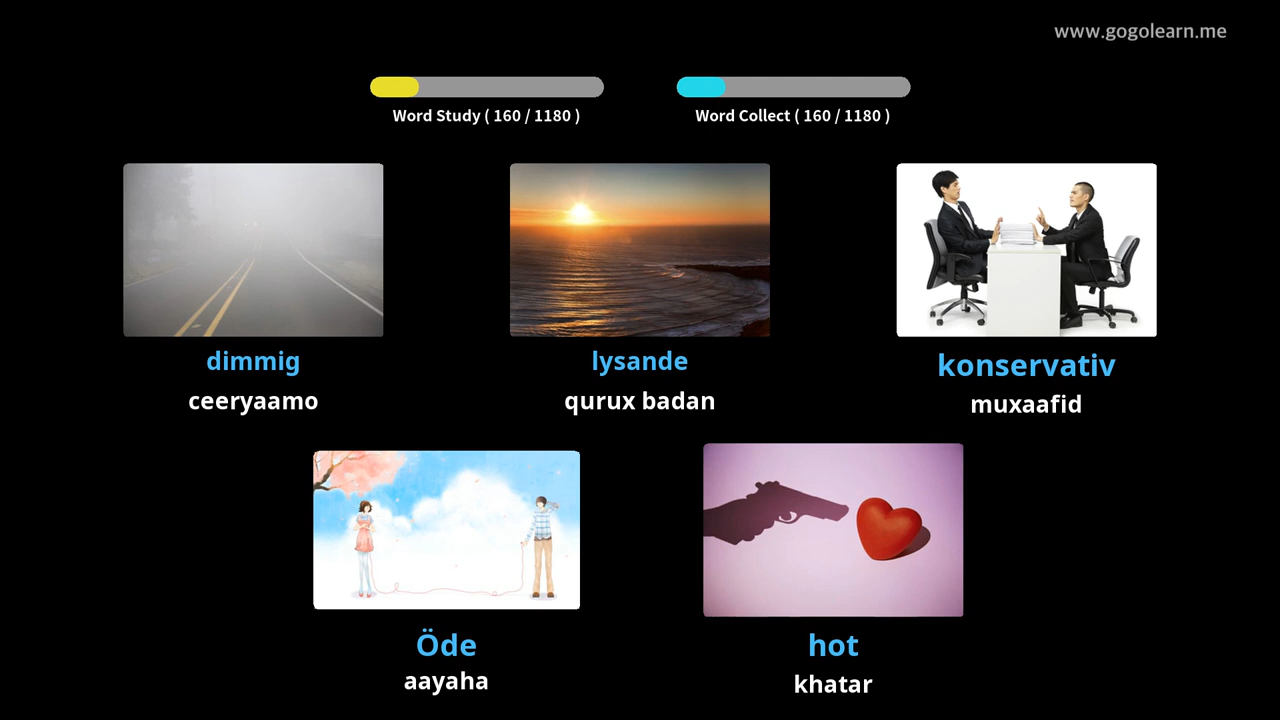 www.gogolearn.me
Word Study ( 160 / 1180 )
Word Collect ( 160 / 1180 )
dimmig
lysande
konservativ
ceeryaamo
qurux badan
muxaafid
Öde
hot
aayaha
khatar